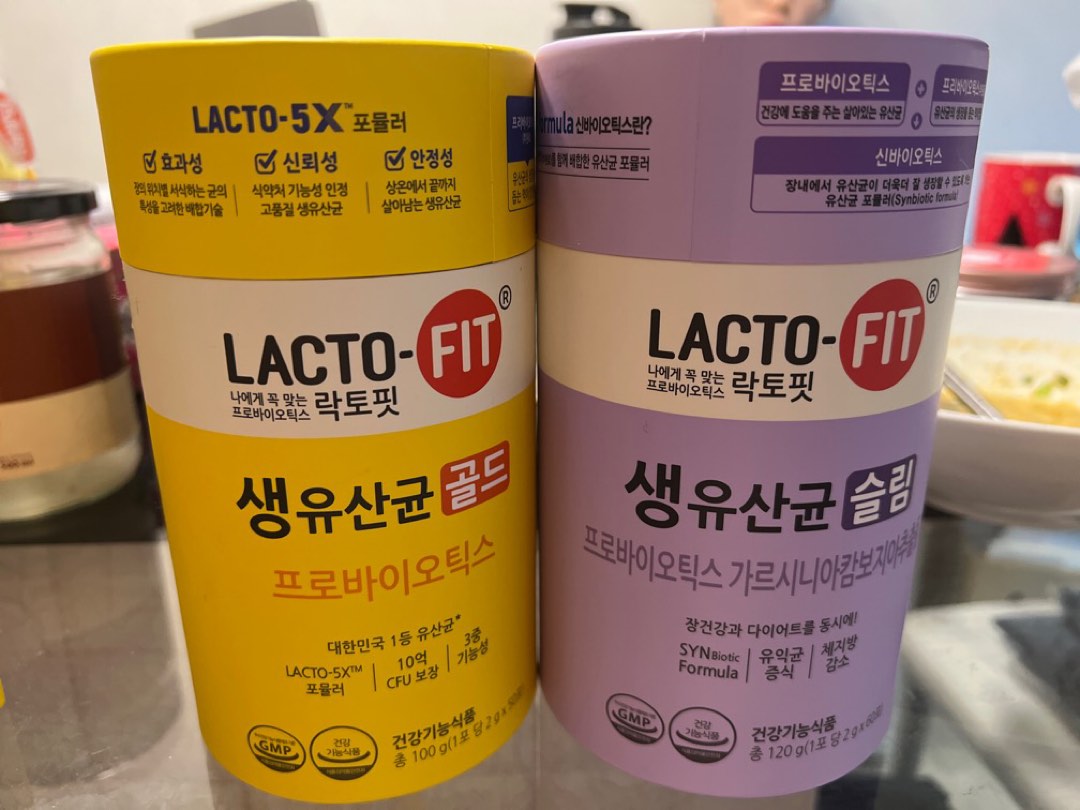 LACTO-5X™ 포뮬러
효과성
장의 위치별 서식하는 균의
특성을 고려한 배합기술
신뢰성
식약처 기능성 인정
고품질 생유산균
안정성
상온에서 끝까지
살아남는 생유산균
LACTO-FIT®
나에게 꼭 맞는
프로바이오틱스 락토핏
생유산균 골드
프로바이오틱스
대한민국 1등 유산균*
LACTO-5X™
포뮬러
10억
CFU 보장
3중
기능성
GMP
건강
기능식품
건강기능식품
총 100 g(1포 당 2 g x 50포)
신바이오틱스란?
함께 배합한 유산균 포뮬러
프로바이오틱스
건강에 도움을 주는 살아있는 유산균
+
프리바이오틱스
+
신바이오틱스
장내에서 유산균이 더욱더 잘 생장할 수 있도록
유산균 포뮬러(Synbiotic formula)
LACTO-FIT®
나에게 꼭 맞는
프로바이오틱스 락토핏
생유산균 슬림
프로바이오틱스 가르시니아캄보지아추출
장건강과 다이어트를 동시에!
SYNBiotic
Formula
유익균
증식
체지방
감소
GMP
건강
기능식품
건강기능식품
총 120 g(1포 당 2 g x 60포)